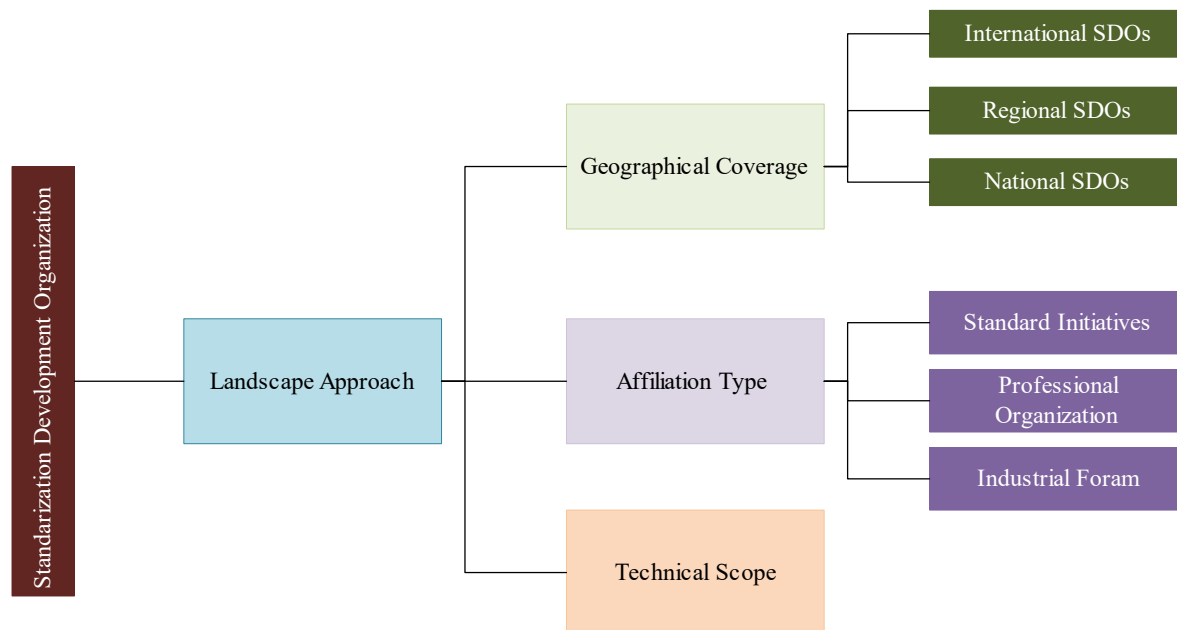 Standarization Development Organization
Landscape Approach
Geographical Coverage
International SDOs
Regional SDOs
National SDOs
Affiliation Type
Standard Initiatives
Professional
Organization
Industrial Foram
Technical Scope